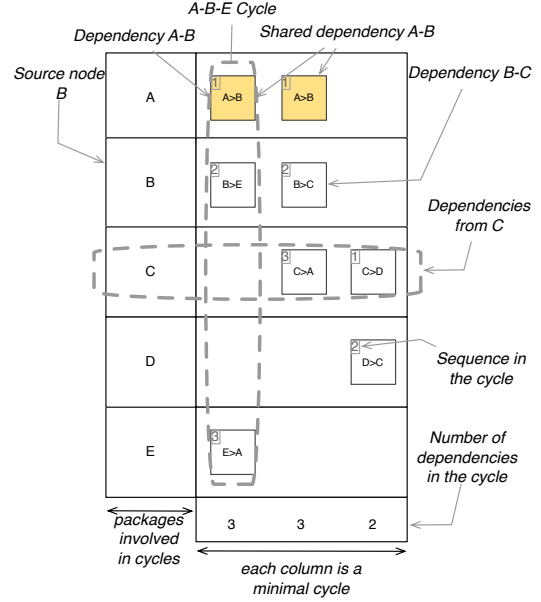 A-B-E Cycle
Dependency A-B
Shared dependency A-B
Source node
B
Dependency B-C
A
1
A>B
1
A>B
B
2
B>E
2
B>C
Dependencies
from C
C
3
C>A
1
C>D
D
2
D>C
Sequence in
the cycle
E
3
E>A
Number of
dependencies
in the cycle
packages
involved
in cycles
3
3
2
each column is a
minimal cycle